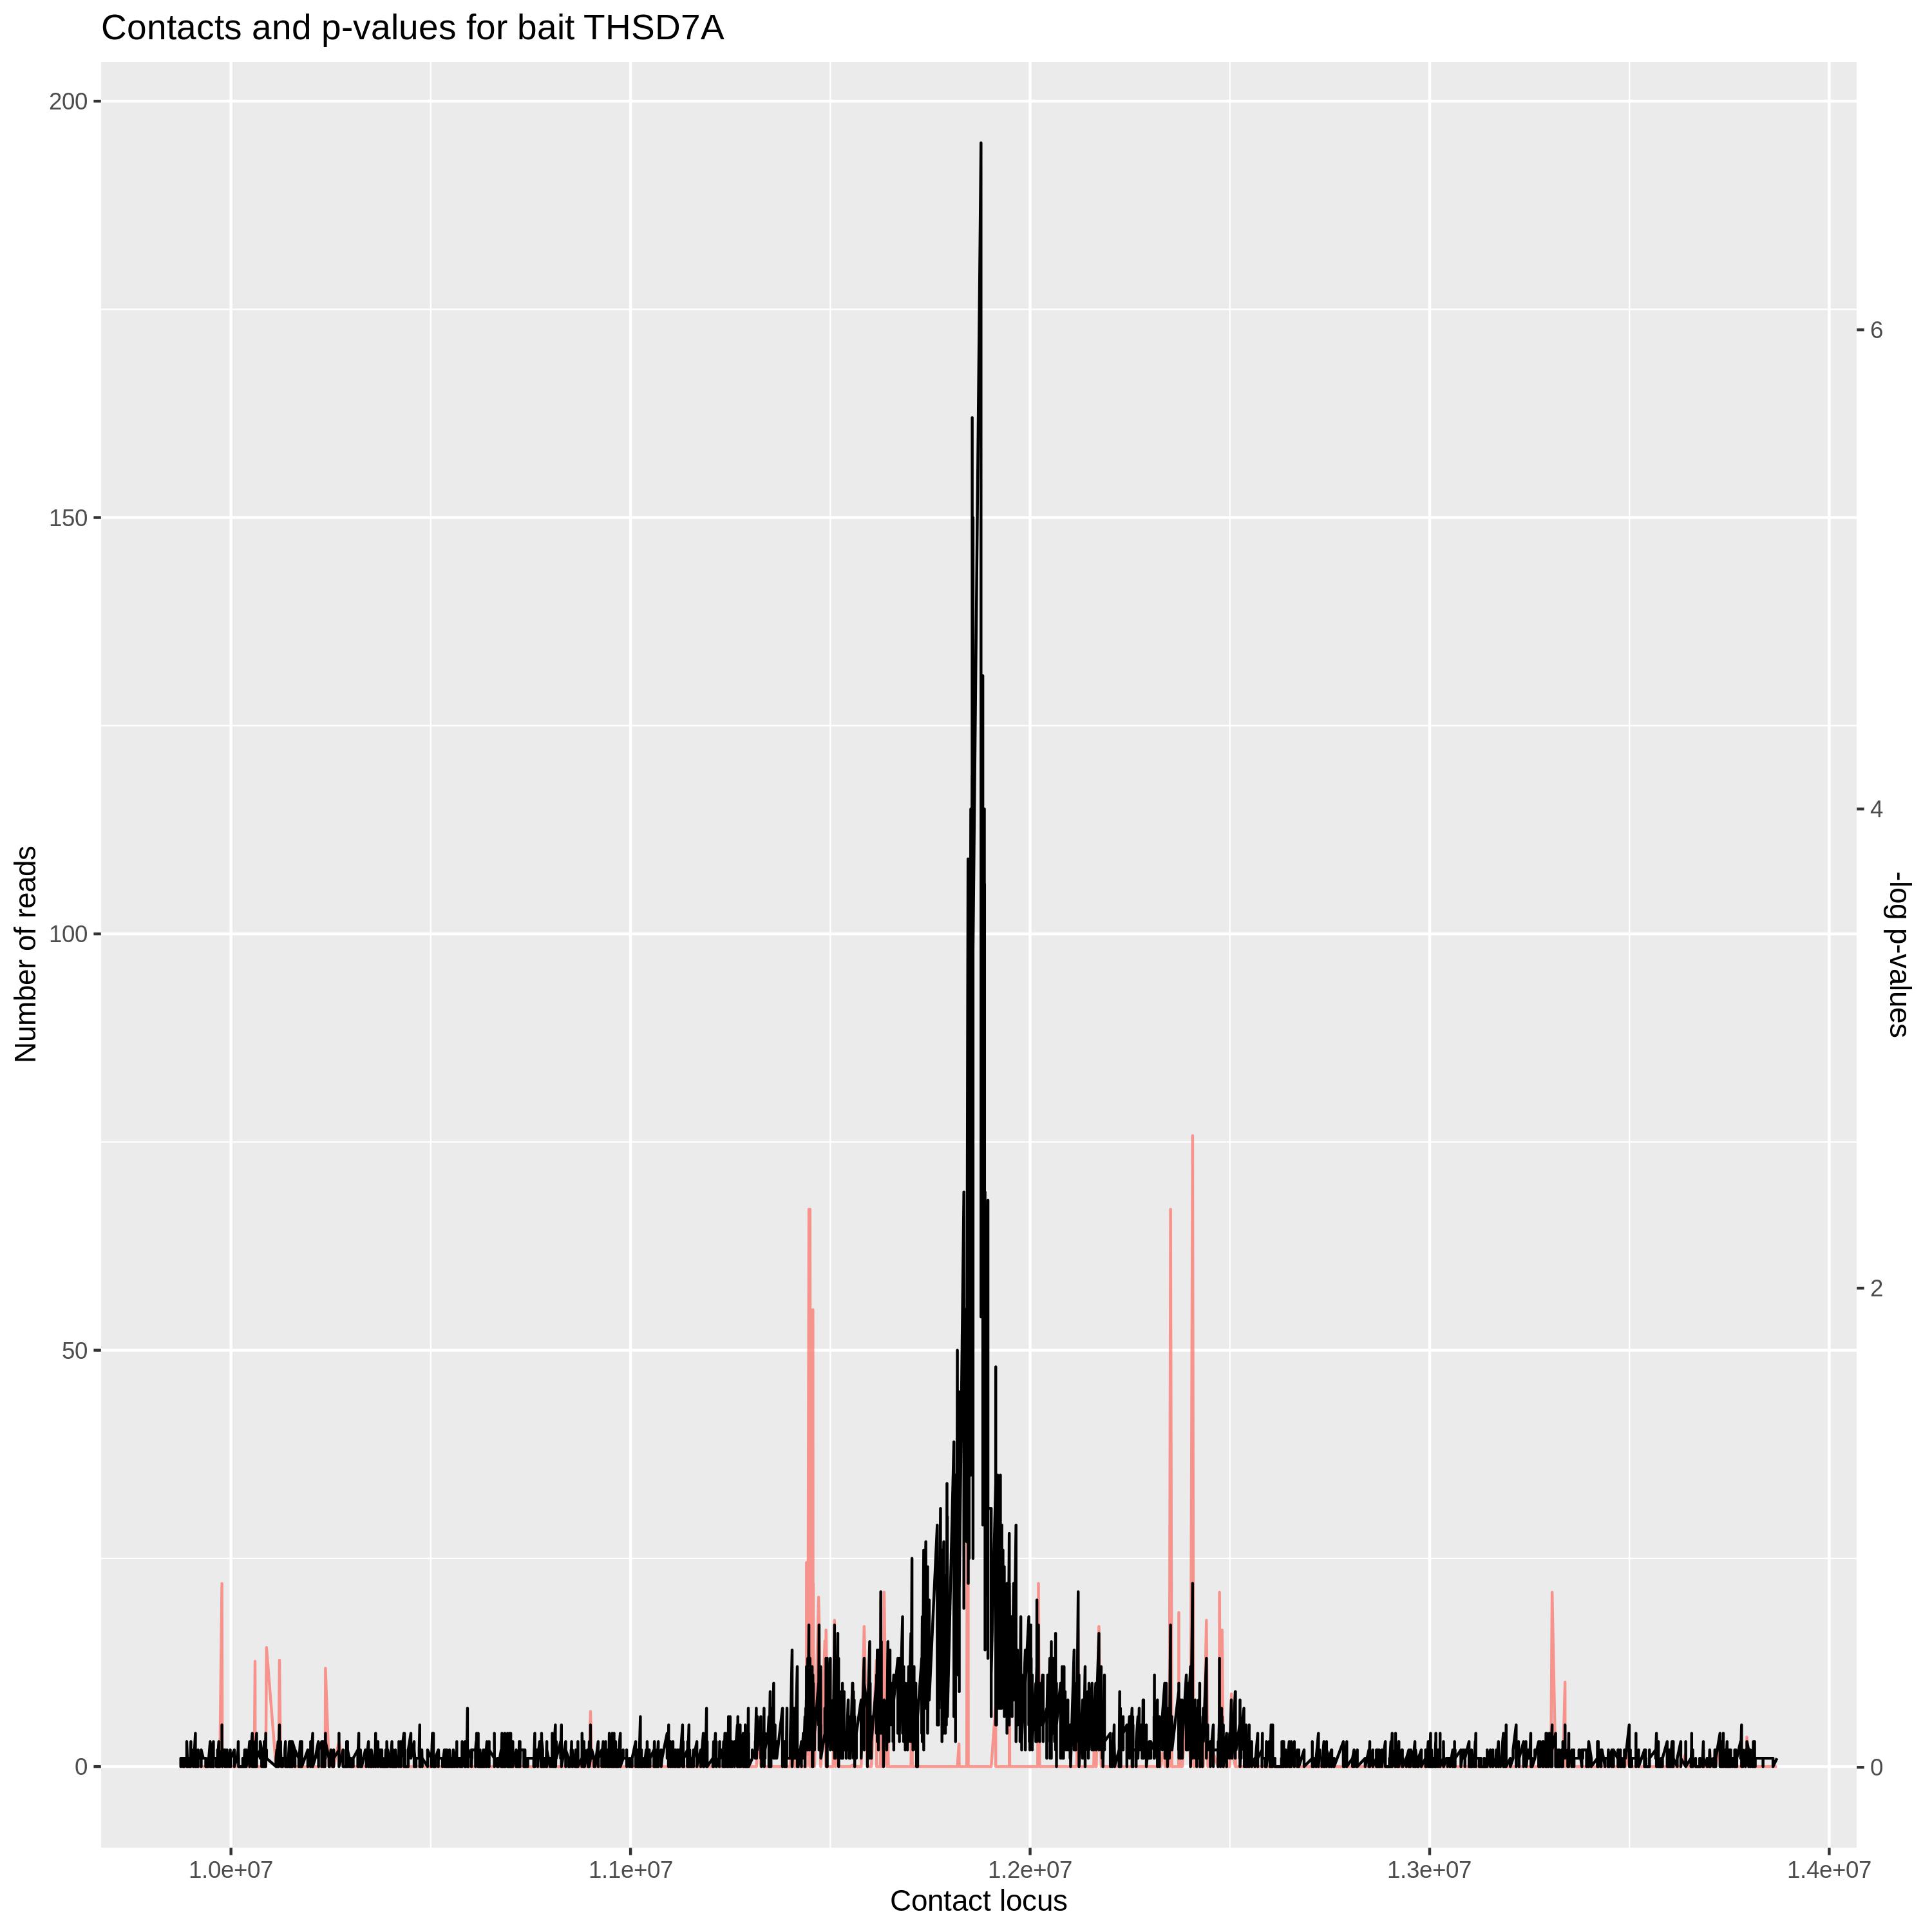 Contacts and p-values for bait THSD7A
200
150
100
50
0
Number of reads
6
4
2
0
-log p-values
1.0e+07
1.1e+07
1.2e+07
1.3e+07
1.4e+07
Contact locus